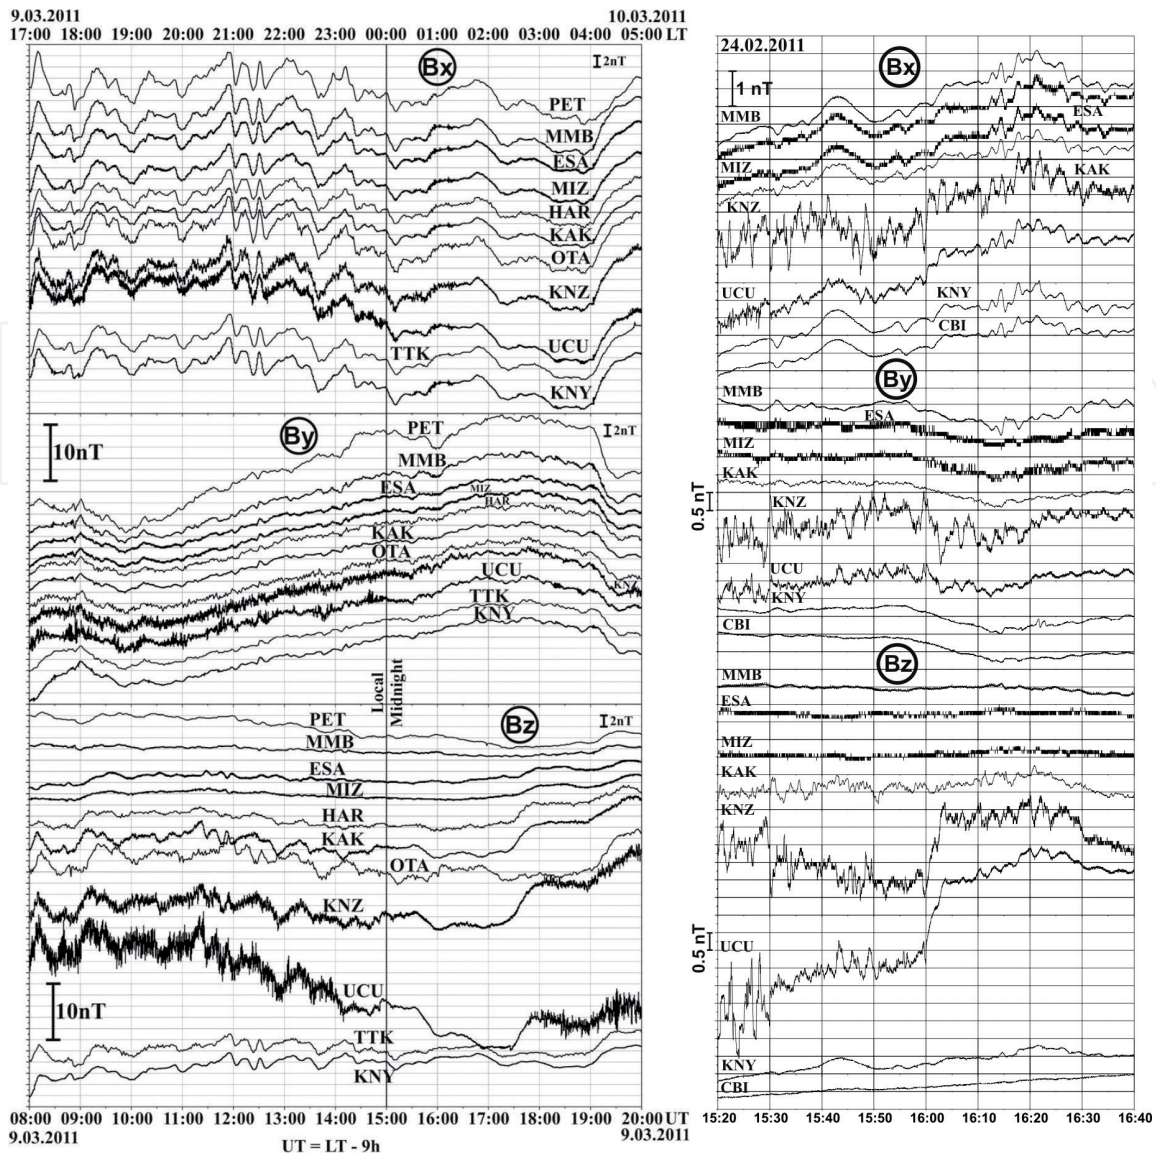 9.03.2011 10.03.2011
17:00 18:00 19:00 20:00 21:00 22:00 23:00 00:00 01:00 02:00 03:00 04:00 05:00 LT
Bx
2nT
PET
MMB
ESA
MIZ
HAR
KAK
OTA
KNZ
UCU
TTK
KNY
10nT
By
2nT
PET
MMB
ESA
MIZ
HAR
KAK
OTA
UCU
KNZ
TTK
KNY
Local
Midnight
Bz
2nT
PET
MMB
ESA
MIZ
HAR
KAK
OTA
KNZ
UCU
10nT
TTK
KNY
08:00 09:00 10:00 11:00 12:00 13:00 14:00 15:00 16:00 17:00 18:00 19:00 20:00 UT
9.03.2011 9.03.2011
UT = LT - 9h
24.02.2011
Bx
1 nT
MMB
ESA
MIZ
KAK
KNZ
UCU
KNY
CBI
By
MMB
ESA
MIZ
KAK
KNZ
0.5 nT
UCU
KNY
CBI
Bz
MMB
ESA
MIZ
KAK
KNZ
UCU
0.5 nT
KNY
CBI
15:20 15:30 15:40 15:50 16:00 16:10 16:20 16:30 16:40